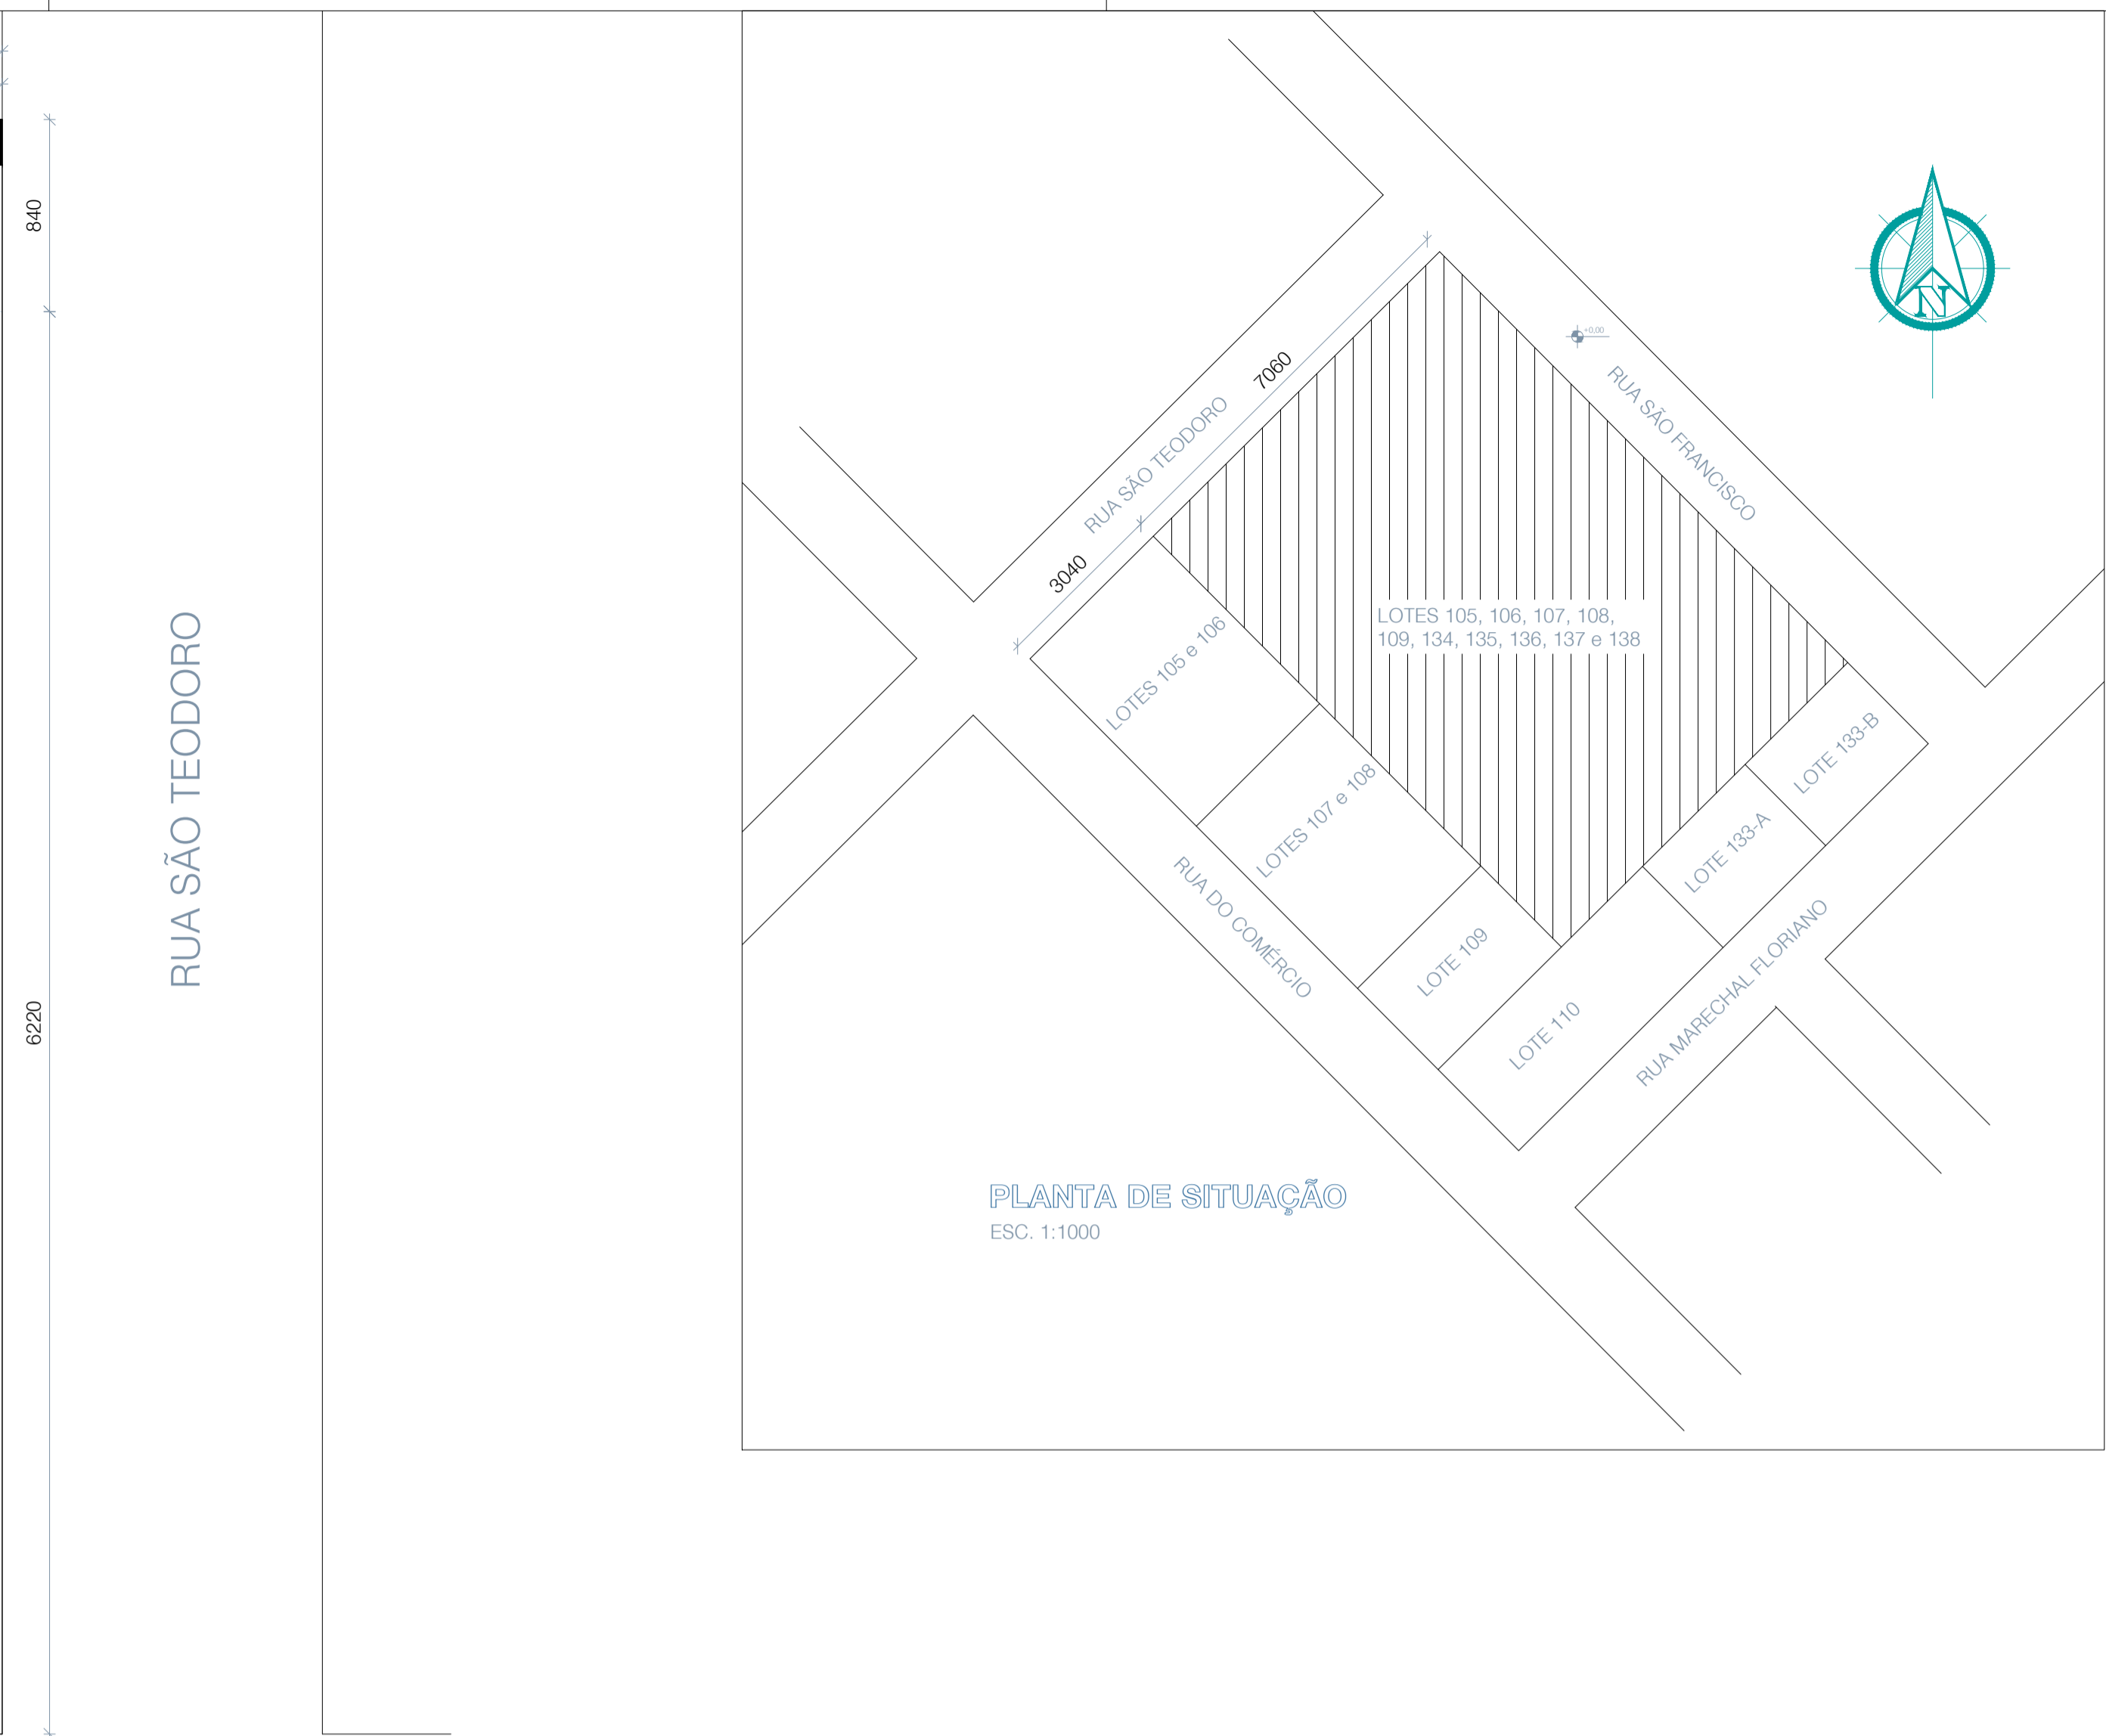 840
6220
RUA SÃO TEODORO
7060
3040
RUA SÃO TEODORO
+0,00
RUA SÃO FRANCISCO
N
LOTES 105, 106, 107, 108,
109, 134, 135, 136, 137 e 138
LOTES 105 e 106
LOTES 107 e 108
LOTE 109
LOTE 110
LOTE 133-A
LOTE 133-B
RUA DO COMÉRCIO
RUA MARECHAL FLORIANO
PLANTA DE SITUAÇÃO
ESC. 1:1000